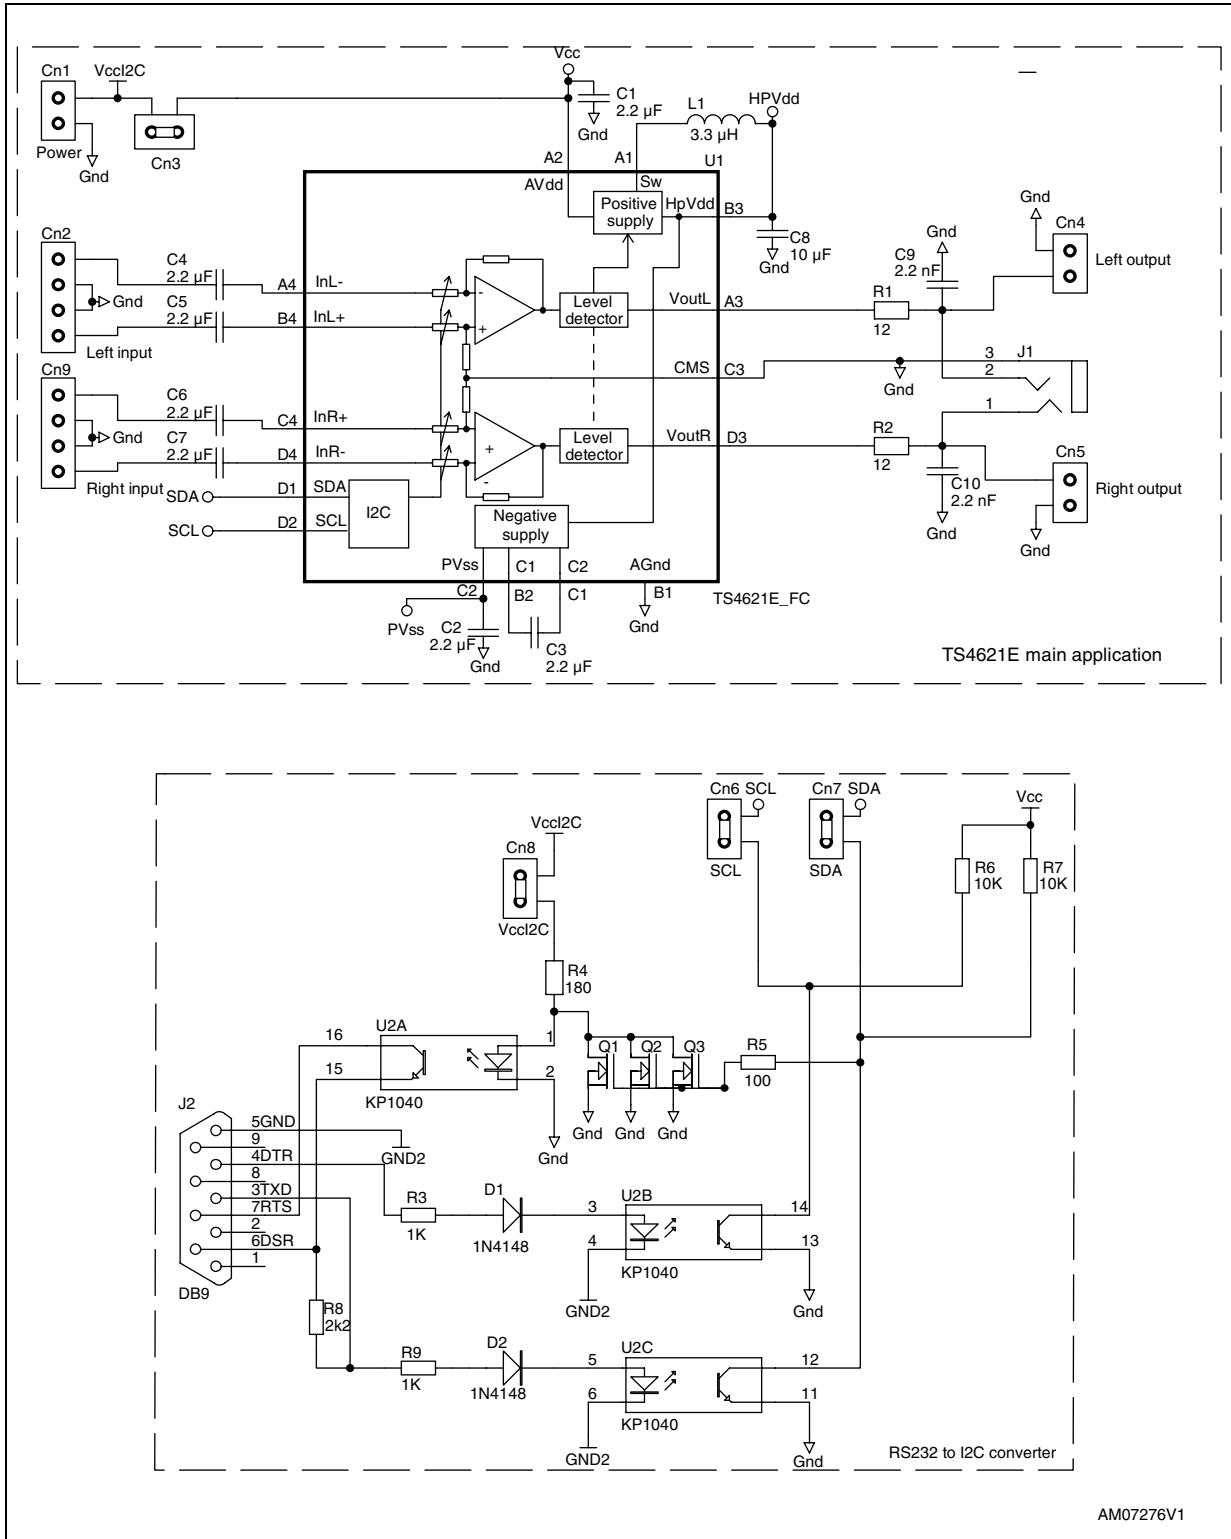 Vcc
Cn1
VccI2C
C1
2.2 µF
Gnd
L1
3.3 µH
HPVdd
Power
Gnd
Cn3
A2
A1
U1
AVdd
Sw
Positive
supply
HpVdd
B3
C8
10 µF
Gnd
Cn2
C4
2.2 µF
Gnd
C5
2.2 µF
Left input
A4
InL-
B4
InL+
-
+
Level
detector
VoutL
A3
R1
12
Gnd
C9
2.2 nF
Gnd
Cn4
Left output
CMS
C3
Gnd
3
J1
2
1
Cn9
C6
2.2 µF
Gnd
C7
2.2 µF
Right input
C4
InR+
D4
InR-
+
-
Level
detector
VoutR
D3
R2
12
C10
2.2 nF
Gnd
Cn5
Right output
Gnd
SDA
D1
SDA
SCL
D2
SCL
I2C
Negative
supply
PVss
C1
C2
AGnd
C2
B2
C1
B1
TS4621E_FC
PVss
C2
2.2 µF
Gnd
C3
2.2 µF
Gnd
TS4621E main application
Cn6 SCL
SCL
Cn7 SDA
SDA
Vcc
R6
10K
R7
10K
VccI2C
Cn8
VccI2C
R4
180
U2A
16
15
1
2
KP1040
Gnd
Q1
Q2
Q3
Gnd
Gnd
Gnd
R5
100
J2
5GND
9
4DTR
8
3TXD
7RTS
2
6DSR
1
DB9
GND2
R3
1K
D1
1N4148
3
4
U2B
14
13
KP1040
GND2
Gnd
R8
2k2
R9
1K
D2
1N4148
5
6
U2C
12
11
KP1040
GND2
Gnd
RS232 to I2C converter
AM07276V1